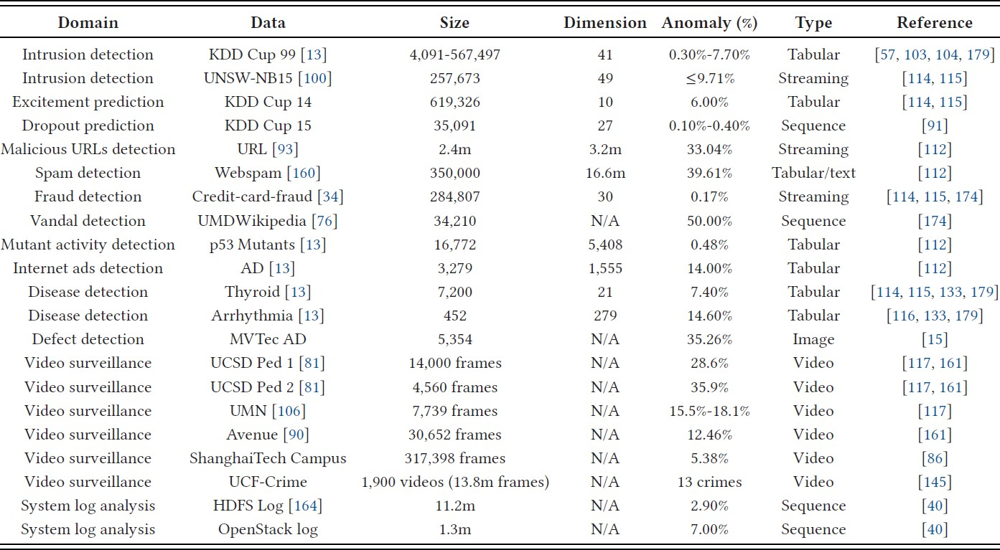 Domain Data Size Dimension Anomaly (%) Type Reference
Intrusion detection KDD Cup 99 [13] 4,091-567,497 41 0.30%-7.70% Tabular [57, 103, 104, 179]
Intrusion detection UNSW-NB15 [100] 257,673 49 ≤9.71% Streaming [114, 115]
Excitement prediction KDD Cup 14 619,326 10 6.00% Tabular [114, 115]
Dropout prediction KDD Cup 15 35,091 27 0.10%-0.40% Sequence [91]
Malicious URLs detection URL [93] 2.4m 3.2m 33.04% Streaming [112]
Spam detection Webspam [160] 350,000 16.6m 39.61% Tabular/text [112]
Fraud detection Credit-card-fraud [34] 284,807 30 0.17% Streaming [114, 115, 174]
Vandal detection UMDWikipedia [76] 34,210 N/A 50.00% Sequence [174]
Mutant activity detection p53 Mutants [13] 16,772 5,408 0.48% Tabular [112]
Internet ads detection AD [13] 3,279 1,555 14.00% Tabular [112]
Disease detection Thyroid [13] 7,200 21 7.40% Tabular [114, 115, 133, 179]
Disease detection Arrhythmia [13] 452 279 14.60% Tabular [116, 133, 179]
Defect detection MVTec AD 5,354 N/A 35.26% Image [15]
Video surveillance UCSD Ped 1 [81] 14,000 frames N/A 28.6% Video [117, 161]
Video surveillance UCSD Ped 2 [81] 4,560 frames N/A 35.9% Video [117, 161]
Video surveillance UMN [106] 7,739 frames N/A 15.5%-18.1% Video [117]
Video surveillance Avenue [90] 30,652 frames N/A 12.46% Video [161]
Video surveillance ShanghaiTech Campus 317,398 frames N/A 5.38% Video [86]
Video surveillance UCF-Crime 1,900 videos (13.8m frames) N/A 13 crimes Video [145]
System log analysis HDFS Log [164] 11.2m N/A 2.90% Sequence [40]
System log analysis OpenStack log 1.3m N/A 7.00% Sequence [40]